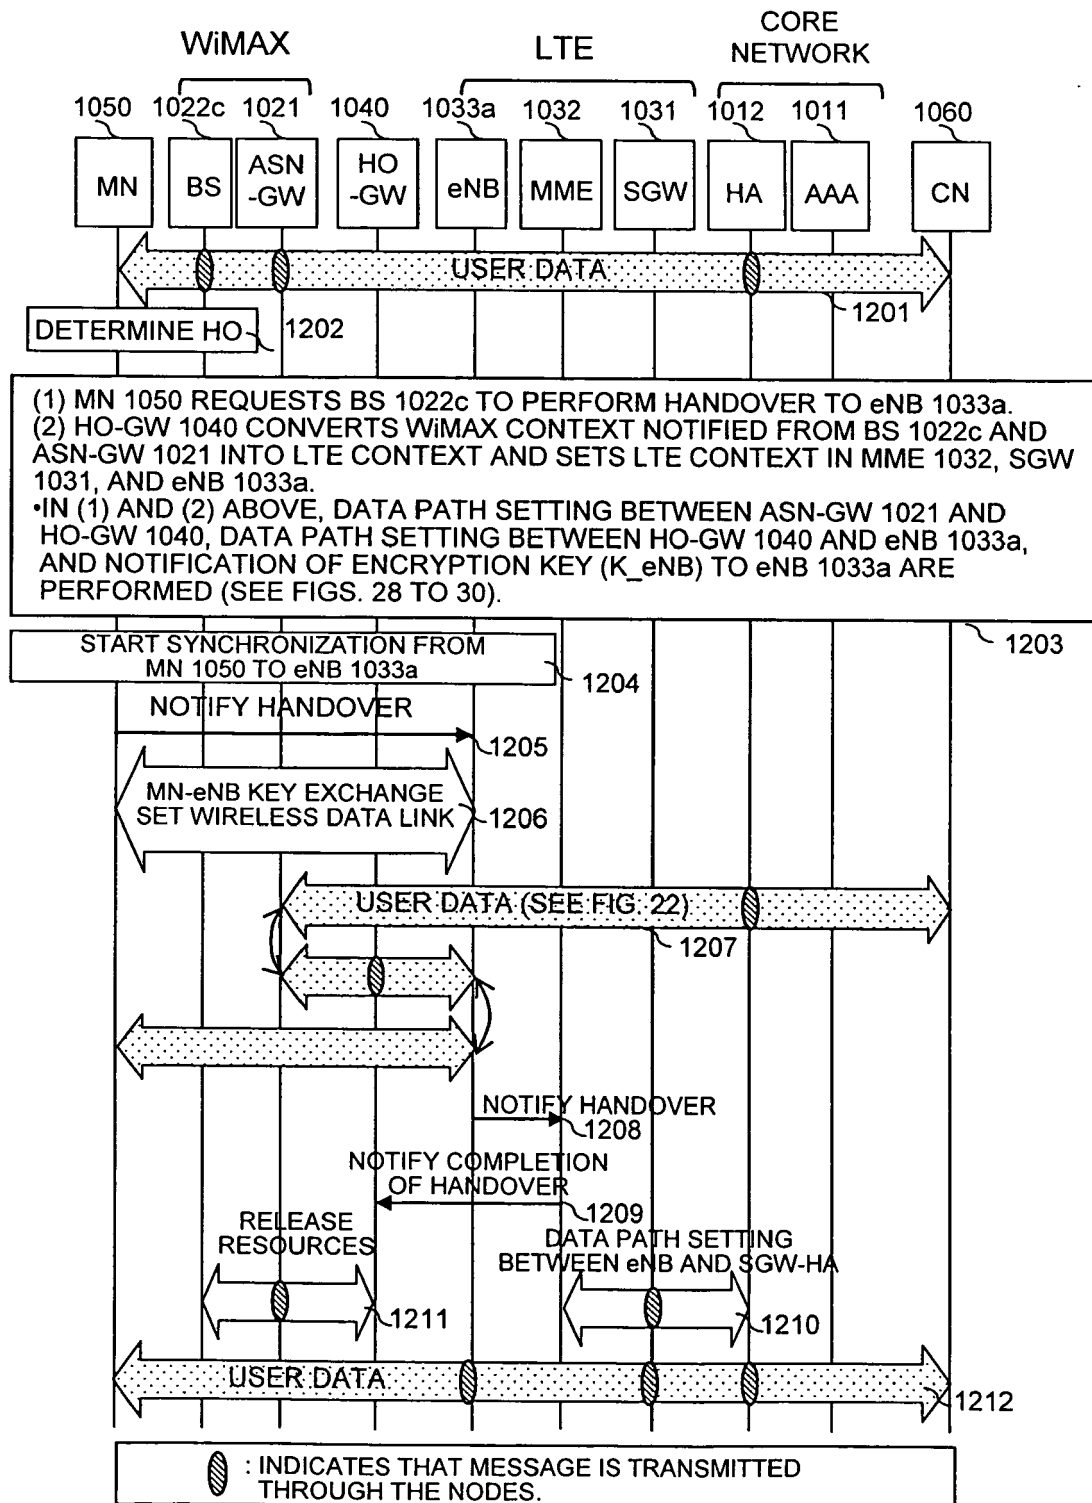 WiMAX
LTE
CORE
NETWORK
1050 1022c 1021 1040 1033a 1032 1031 1012 1011 1060
MN
BS
ASN
-GW
HO
-GW
eNB
MME
SGW
HA
AAA
CN
USER DATA
1201
DETERMINE HO
1202
(1) MN 1050 REQUESTS BS 1022c TO PERFORM HANDOVER TO eNB 1033a.
(2) HO-GW 1040 CONVERTS WiMAX CONTEXT NOTIFIED FROM BS 1022c AND
ASN-GW 1021 INTO LTE CONTEXT AND SETS LTE CONTEXT IN MME 1032, SGW
1031, AND eNB 1033a.
•IN (1) AND (2) ABOVE, DATA PATH SETTING BETWEEN ASN-GW 1021 AND
HO-GW 1040, DATA PATH SETTING BETWEEN HO-GW 1040 AND eNB 1033a,
AND NOTIFICATION OF ENCRYPTION KEY (K_eNB) TO eNB 1033a ARE
PERFORMED (SEE FIGS. 28 TO 30).
1203
START SYNCHRONIZATION FROM
MN 1050 TO eNB 1033a
1204
NOTIFY HANDOVER
1205
MN-eNB KEY EXCHANGE
SET WIRELESS DATA LINK
1206
USER DATA (SEE FIG. 22)
1207
NOTIFY HANDOVER
1208
NOTIFY COMPLETION
OF HANDOVER
1209
RELEASE
RESOURCES
1211
DATA PATH SETTING
BETWEEN eNB AND SGW-HA
1210
USER DATA
1212
: INDICATES THAT MESSAGE IS TRANSMITTED
THROUGH THE NODES.